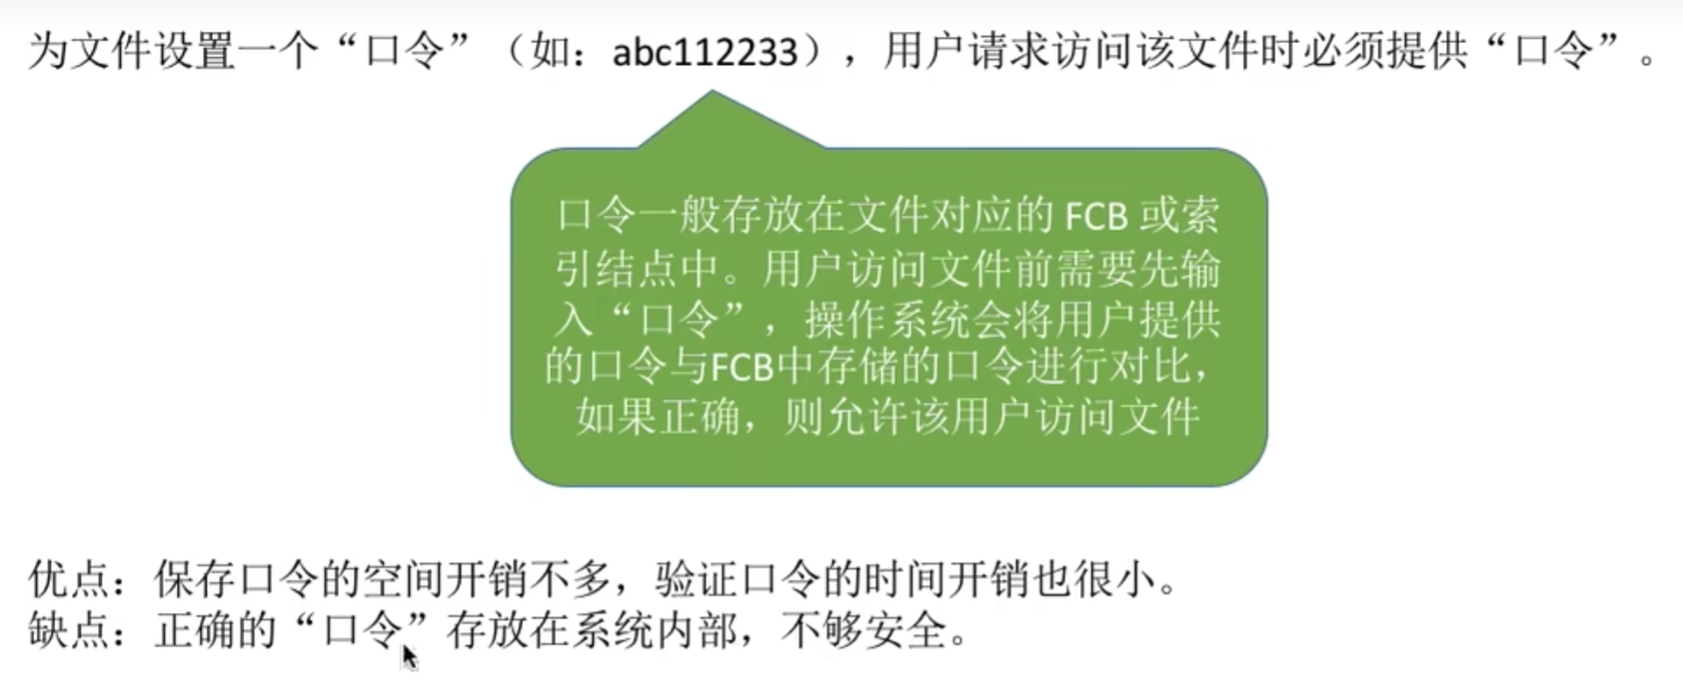 为文件设置一个“口令”（如：abc112233），用户请求访问该文件时必须提供“口令”。
口令一般存放在文件对应的 FCB 或索
引结点中。用户访问文件前需要先输
入“口令”，操作系统会将用户提供
的口令与FCB中存储的口令进行对比，
如果正确，则允许该用户访问文件
优点：保存口令的空间开销不多，验证口令的时间开销也很小。
缺点：正确的“口令”存放在系统内部，不够安全。